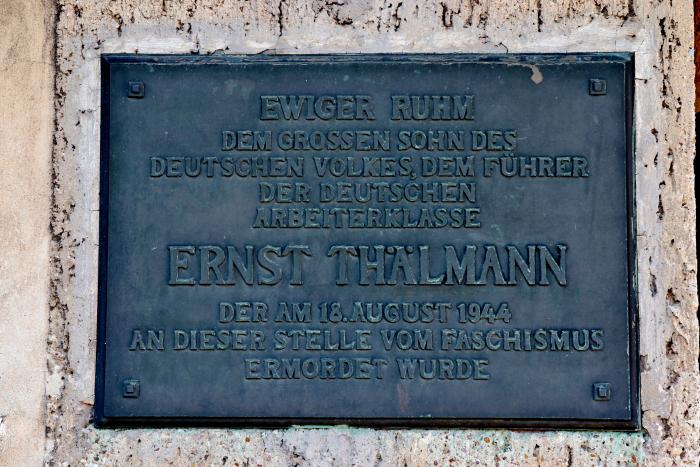 EWIGER RUHM
DEM GROSSEN SOHN DES
DEUTSCHEN VOLKES, DEM FÜHRER
DER DEUTSCHEN
ARBEITERKLASSE
ERNST THÄLMANN
DER AM 18. AUGUST 1944
AN DIESER STELLE VOM FASCHISMUS
ERMORDET WURDE